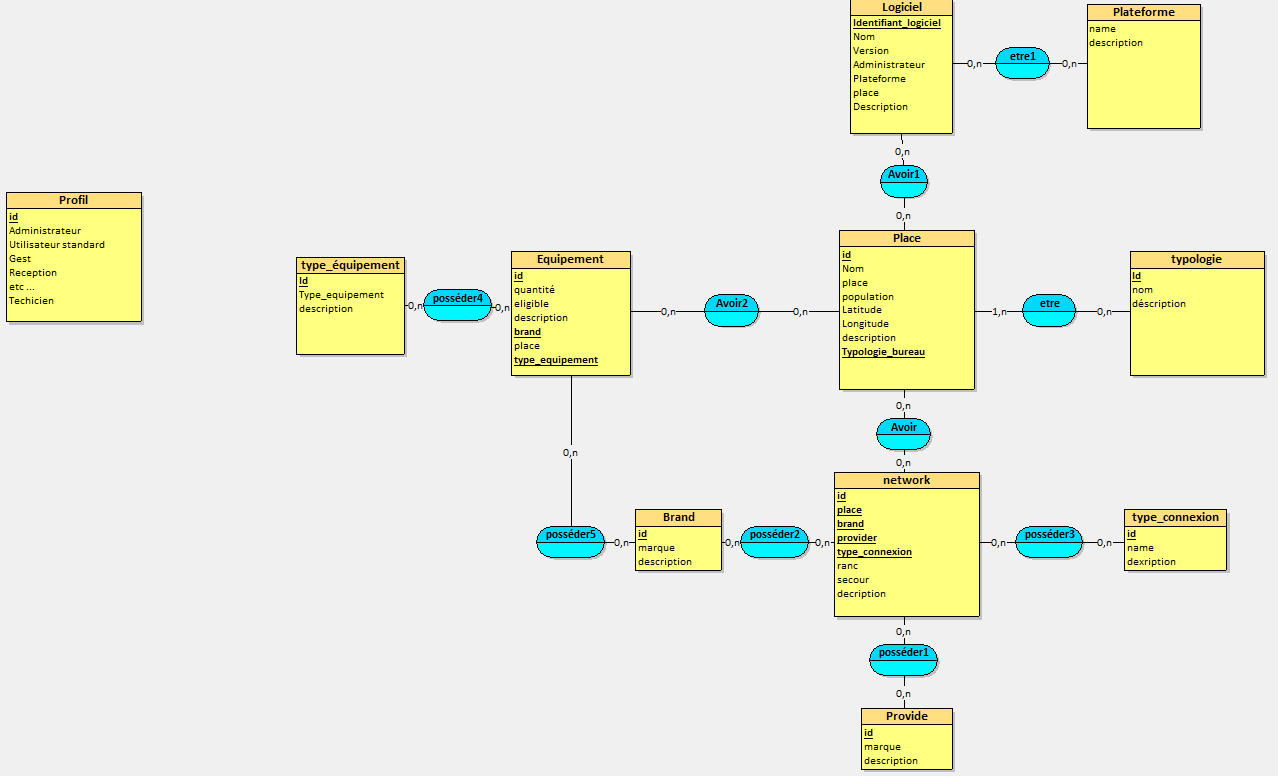 Logiciel
Identifiant_logiciel
Nom
Version
Administrateur
Plateforme
place
Description
0,n
etre1
0,n
Plateforme
name
description
0,n
Avoir1
0,n
Profil
id
Administrateur
Utilisateur standard
Gest
Reception
etc ...
Techicien
type_équipement
Id
Type_equipement
description
0,n
posséder4
0,n
Equipement
id
quantité
eligible
description
brand
place
type_equipement
0,n
Avoir2
0,n
Place
id
Nom
place
population
Latitude
Longitude
description
Typologie_bureau
1,n
etre
0,n
typologie
Id
nom
déscription
0,n
Avoir
0,n
0,n
posséder5
0,n
Brand
id
marque
description
0,n
posséder2
0,n
network
id
place
brand
provider
type_connexion
ranc
secour
decription
0,n
posséder3
0,n
type_connexion
id
name
dexription
0,n
posséder1
0,n
Provide
id
marque
description